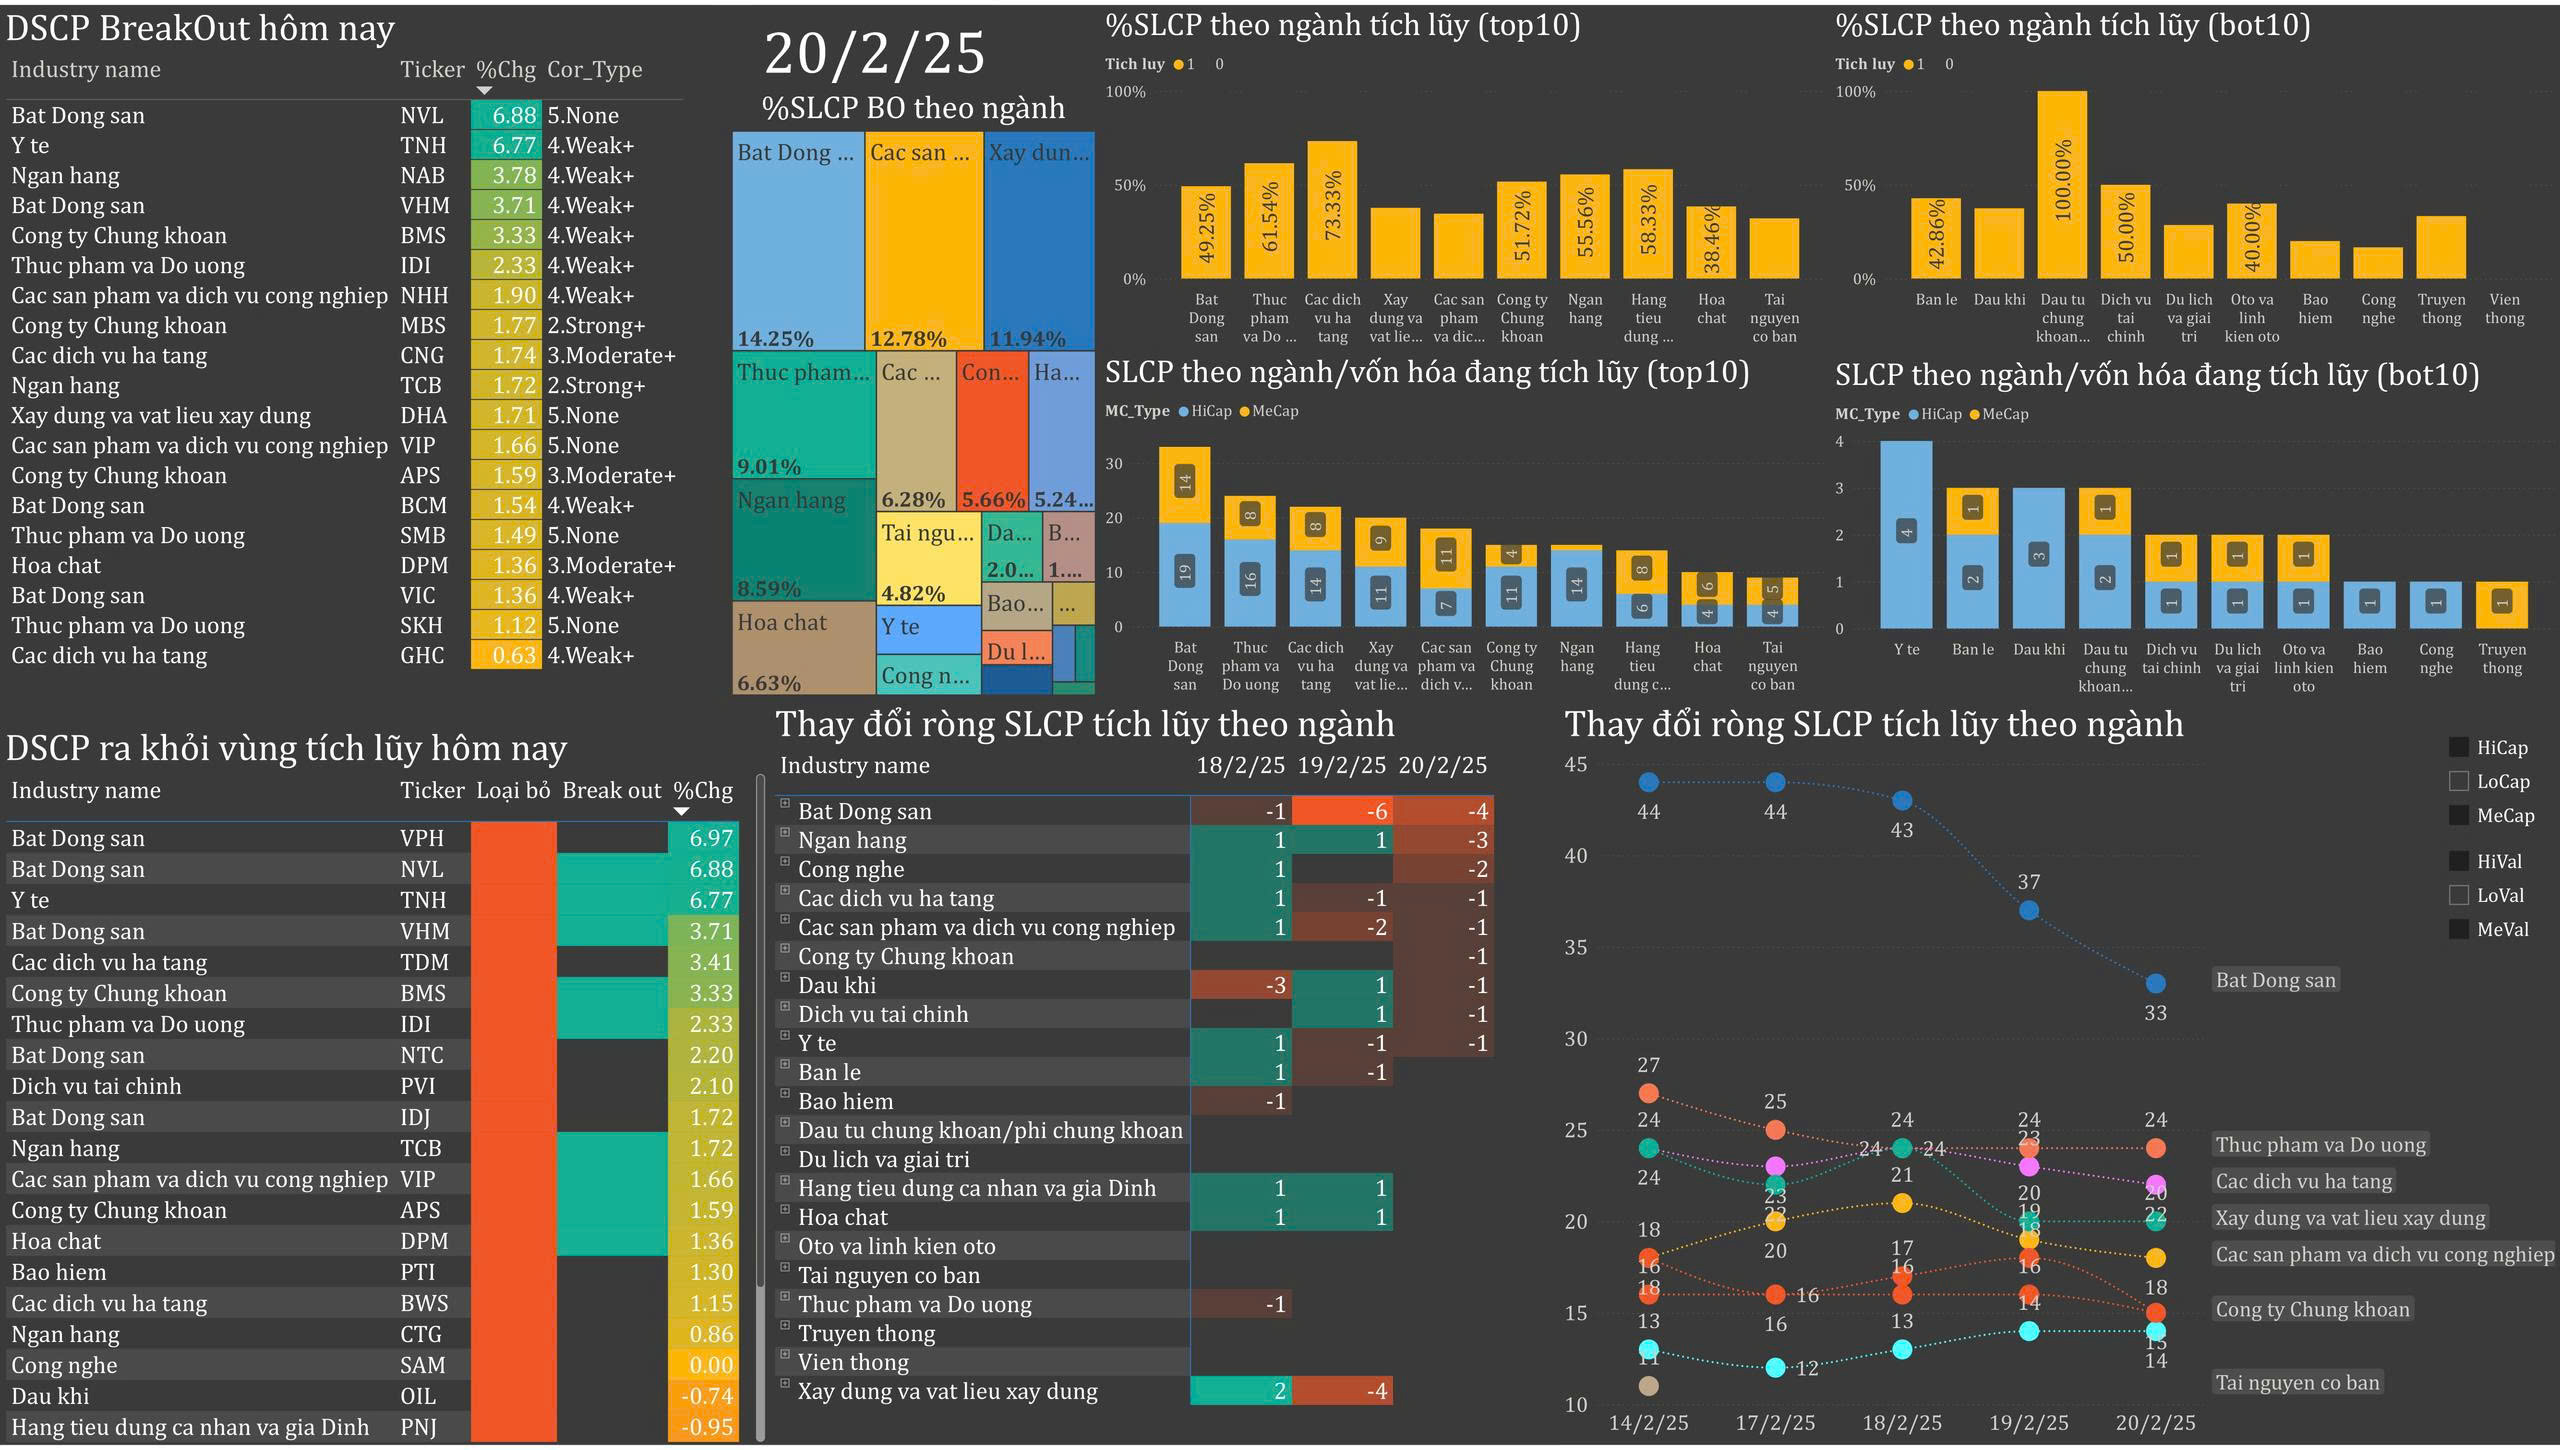 DSCP BreakOut hôm nay
Industry name Ticker %Chg Cor_Type
Bat Dong san NVL 6.88 5.None
Y te TNH 6.77 4.Weak+
Ngan hang NAB 3.78 4.Weak+
Bat Dong san VHM 3.71 4.Weak+
Cong ty Chung khoan BMS 3.33 4.Weak+
Thuc pham va Do uong IDI 2.33 4.Weak+
Cac san pham va dich vu cong nghiep NHH 1.90 4.Weak+
Cong ty Chung khoan MBS 1.77 2.Strong+
Cac dich vu ha tang CNG 1.74 3.Moderate+
Ngan hang TCB 1.72 2.Strong+
Xay dung va vat lieu xay dung DHA 1.71 5.None
Cac san pham va dich vu cong nghiep VIP 1.66 5.None
Cong ty Chung khoan APS 1.59 3.Moderate+
Bat Dong san BCM 1.54 4.Weak+
Thuc pham va Do uong SMB 1.49 5.None
Hoa chat DPM 1.36 3.Moderate+
Bat Dong san VIC 1.36 4.Weak+
Thuc pham va Do uong SKH 1.12 5.None
Cac dich vu ha tang GHC 0.63 4.Weak+
20/2/25
%SLCP BO theo ngành
Bat Dong ... Cac san ... Xay dun...
14.25% 12.78% 11.94%
Thuc pham... Cac ... Con... Ha...
9.01%
Ngan hang 6.28% 5.66% 5.24...
Tai ngu... Da... B...
8.59% 4.82% 2.0... 1....
Hoa chat Y te Bao... ...
Du l...
6.63% Cong n...
%SLCP theo ngành tích lũy (top10)
Tich luy 1 0
100%
50%
0%
49.25% 61.54% 73.33% 51.72% 55.56% 58.33% 38.46%
Bat Thuc Cac dich Xay Cac san Cong ty Ngan Hang Hoa Tai
Dong pham vu ha dung va pham Chung hang tieu chat nguyen
san va Do ... tang vat lie... va dic... khoan dung ... co ban
%SLCP theo ngành tích lũy (bot10)
Tich luy 1 0
100%
50%
0%
42.86% 100.00% 50.00% 40.00%
Ban le Dau khi Dau tu Dich vu Du lich Oto va Bao Cong Truyen Vien
chung tai va giai linh hiem nghe thong thong
khoan... chinh tri kien oto
SLCP theo ngành/vốn hóa đang tích lũy (top10)
MC_Type HiCap MeCap
30
20
10
0
14 8 8 9 11 4 8 6 5
19 16 14 11 7 11 14 6 4 4
Bat Thuc Cac dich Xay Cac san Cong ty Ngan Hang Hoa Tai
Dong pham va vu ha dung va pham va Chung hang tieu chat nguyen
san Do uong tang vat lie... dich v... khoan dung c... co ban
SLCP theo ngành/vốn hóa đang tích lũy (bot10)
MC_Type HiCap MeCap
4
3
2
1
0
1 1 1 1 1
4 2 3 2 1 1 1 1 1 1
Y te Ban le Dau khi Dau tu Dich vu Du lich Oto va Bao Cong Truyen
chung tai chinh va giai linh kien hiem nghe thong
khoan... tri oto
DSCP ra khỏi vùng tích lũy hôm nay
Industry name Ticker Loại bỏ Break out %Chg
Bat Dong san VPH 6.97
Bat Dong san NVL 6.88
Y te TNH 6.77
Bat Dong san VHM 3.71
Cac dich vu ha tang TDM 3.41
Cong ty Chung khoan BMS 3.33
Thuc pham va Do uong IDI 2.33
Bat Dong san NTC 2.20
Dich vu tai chinh PVI 2.10
Bat Dong san IDJ 1.72
Ngan hang TCB 1.72
Cac san pham va dich vu cong nghiep VIP 1.66
Cong ty Chung khoan APS 1.59
Hoa chat DPM 1.36
Bao hiem PTI 1.30
Cac dich vu ha tang BWS 1.15
Ngan hang CTG 0.86
Cong nghe SAM 0.00
Dau khi OIL -0.74
Hang tieu dung ca nhan va gia Dinh PNJ -0.95
Thay đổi ròng SLCP tích lũy theo ngành
Industry name 18/2/25 19/2/25 20/2/25
Bat Dong san -1 -6 -4
Ngan hang 1 1 -3
Cong nghe 1 -2
Cac dich vu ha tang 1 -1 -1
Cac san pham va dich vu cong nghiep 1 -2 -1
Cong ty Chung khoan -1
Dau khi -3 1 -1
Dich vu tai chinh 1 -1
Y te 1 -1 -1
Ban le 1 -1
Bao hiem -1
Dau tu chung khoan/phi chung khoan
Du lich va giai tri
Hang tieu dung ca nhan va gia Dinh 1 1
Hoa chat 1 1
Oto va linh kien oto
Tai nguyen co ban
Thuc pham va Do uong -1
Truyen thong
Vien thong
Xay dung va vat lieu xay dung 2 -4
Thay đổi ròng SLCP tích lũy theo ngành
HiCap
LoCap
MeCap
HiVal
LoVal
MeVal
45
40
35
30
25
20
15
10
44 44 43 37 33
27 25 24 24 24
24 23 24 24 23
24 22 21 20 20
18 20 17 19 22
16 16 16 18 18
18 16 13 16 15
13 12 14 14
11
Bat Dong san
Thuc pham va Do uong
Cac dich vu ha tang
Xay dung va vat lieu xay dung
Cac san pham va dich vu cong nghiep
Cong ty Chung khoan
Tai nguyen co ban
14/2/25 17/2/25 18/2/25 19/2/25 20/2/25